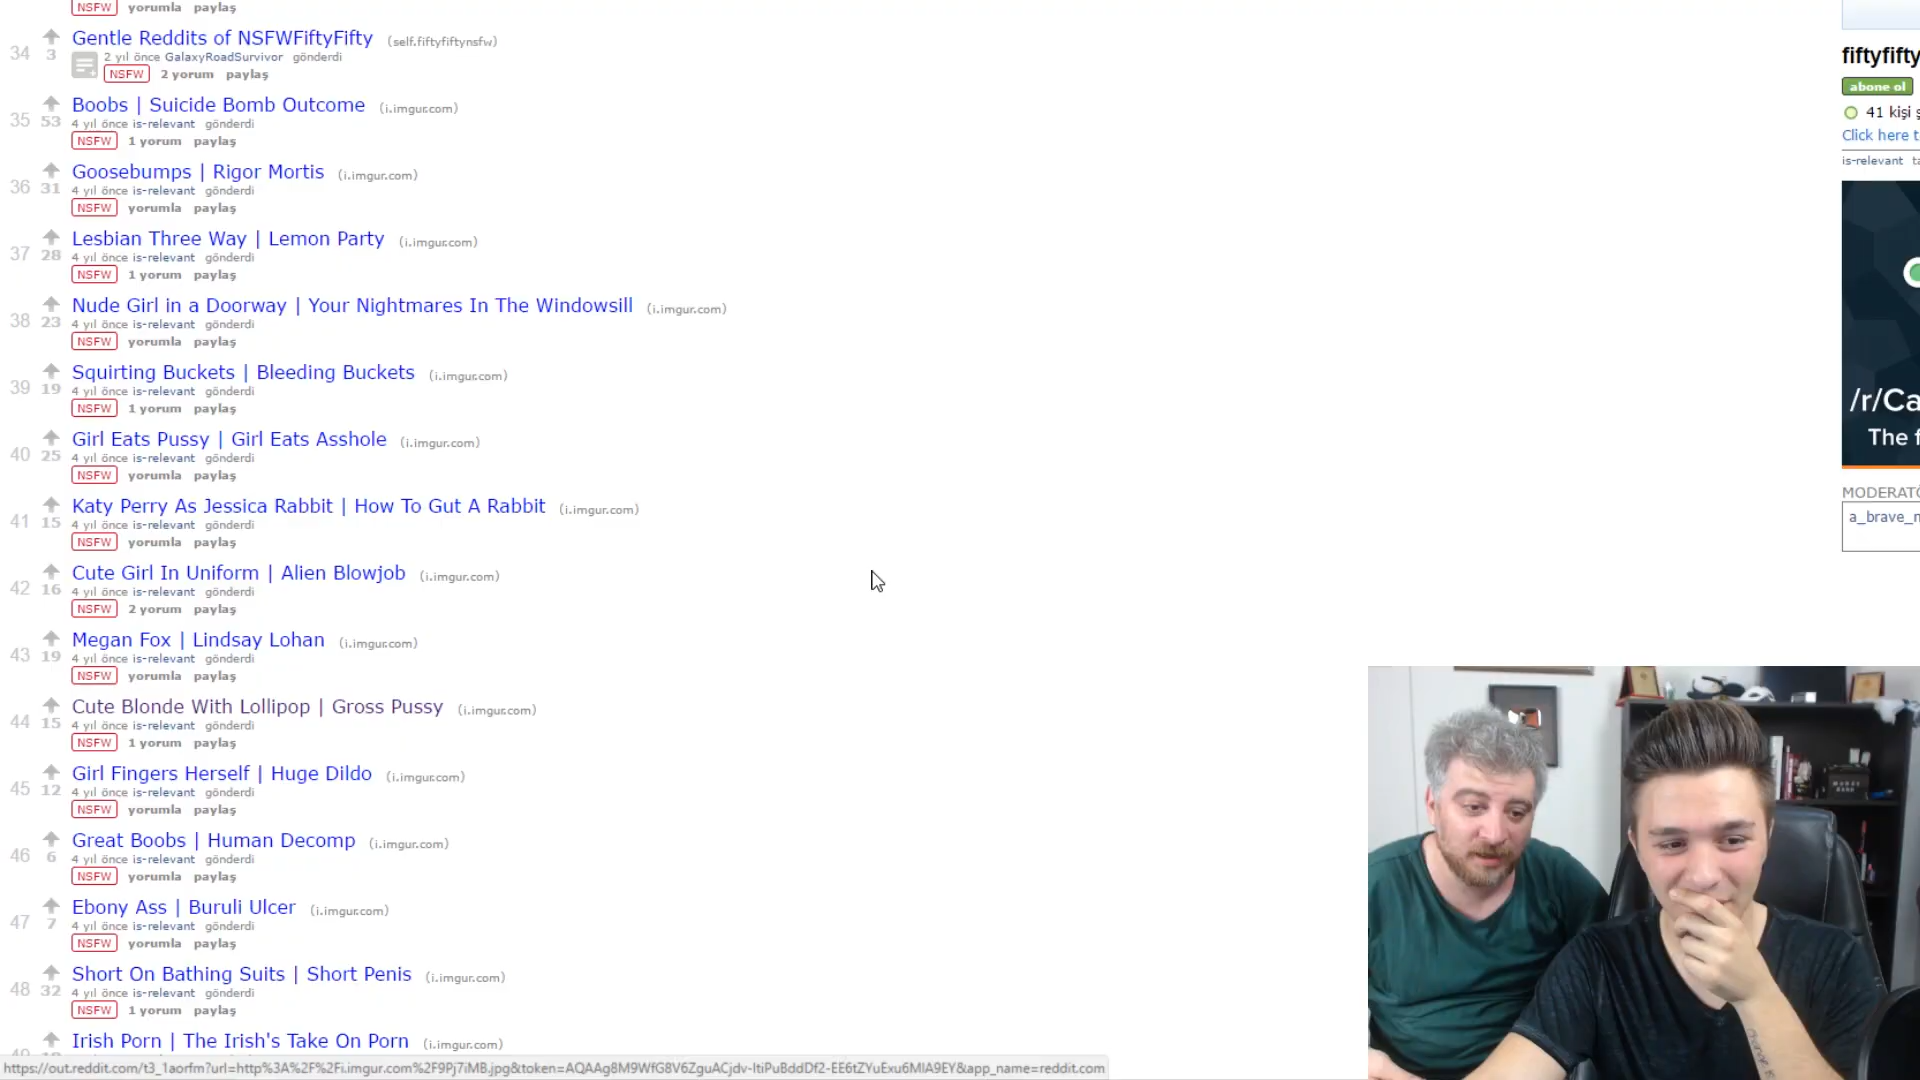 NSFW yorumla paylaş
34 3 Gentle Reddits of NSFWFiftyFifty (self.fiftyfiftynsfw)
2 yıl önce GalaxyRoadSurvivor gönderdi
NSFW 2 yorum paylaş
35 53 Boobs | Suicide Bomb Outcome (i.imgur.com)
4 yıl önce is-relevant gönderdi
NSFW 1 yorum paylaş
36 31 Goosebumps | Rigor Mortis (i.imgur.com)
4 yıl önce is-relevant gönderdi
NSFW yorumla paylaş
37 28 Lesbian Three Way | Lemon Party (i.imgur.com)
4 yıl önce is-relevant gönderdi
NSFW 1 yorum paylaş
38 23 Nude Girl in a Doorway | Your Nightmares In The Windowsill (i.imgur.com)
4 yıl önce is-relevant gönderdi
NSFW yorumla paylaş
39 19 Squirting Buckets | Bleeding Buckets (i.imgur.com)
4 yıl önce is-relevant gönderdi
NSFW 1 yorum paylaş
40 25 Girl Eats Pussy | Girl Eats Asshole (i.imgur.com)
4 yıl önce is-relevant gönderdi
NSFW yorumla paylaş
41 15 Katy Perry As Jessica Rabbit | How To Gut A Rabbit (i.imgur.com)
4 yıl önce is-relevant gönderdi
NSFW yorumla paylaş
42 16 Cute Girl In Uniform | Alien Blowjob (i.imgur.com)
4 yıl önce is-relevant gönderdi
NSFW 2 yorum paylaş
43 19 Megan Fox | Lindsay Lohan (i.imgur.com)
4 yıl önce is-relevant gönderdi
NSFW yorumla paylaş
44 15 Cute Blonde With Lollipop | Gross Pussy (i.imgur.com)
4 yıl önce is-relevant gönderdi
NSFW 1 yorum paylaş
45 12 Girl Fingers Herself | Huge Dildo (i.imgur.com)
4 yıl önce is-relevant gönderdi
NSFW yorumla paylaş
46 6 Great Boobs | Human Decomp (i.imgur.com)
4 yıl önce is-relevant gönderdi
NSFW yorumla paylaş
47 7 Ebony Ass | Buruli Ulcer (i.imgur.com)
4 yıl önce is-relevant gönderdi
NSFW yorumla paylaş
48 32 Short On Bathing Suits | Short Penis (i.imgur.com)
4 yıl önce is-relevant gönderdi
NSFW 1 yorum paylaş
Irish Porn | The Irish's Take On Porn (i.imgur.com)
https://out.reddit.com/t3_1aorfm?url=http%3A%2F%2Fi.imgur.com%2F9Pj7iMB.jpg&token=AQAAg8M9WfG8V6ZguACjdv-ItiPuBddDf2-EE6tZYuExu6MIA9EY&app_name=reddit.com
fiftyfifty
abone ol
41 kişi ş
Click here t
is-relevant ta
/r/Ca
The f
MODERATÖ
a_brave_n